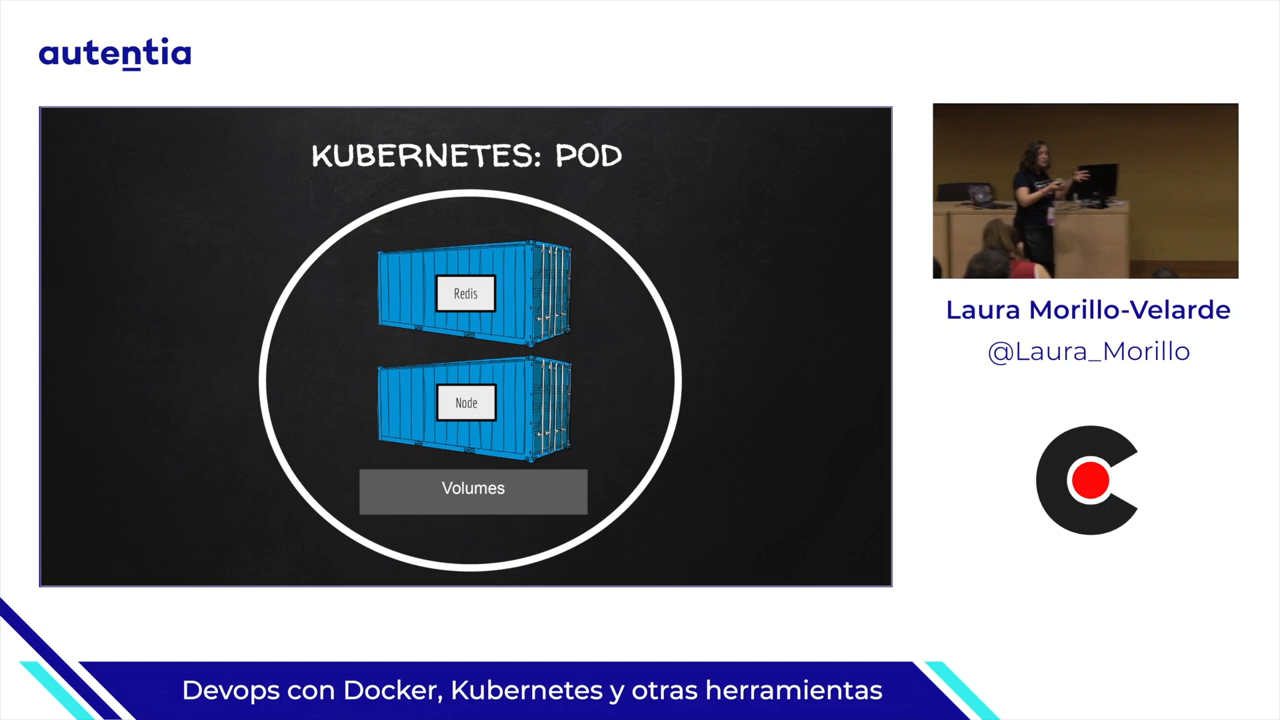 autentia
KUBERNETES: POD
Redis
Node
Volumes
Laura Morillo-Velarde
@Laura_Morillo
Devops con Docker, Kubernetes y otras herramientas